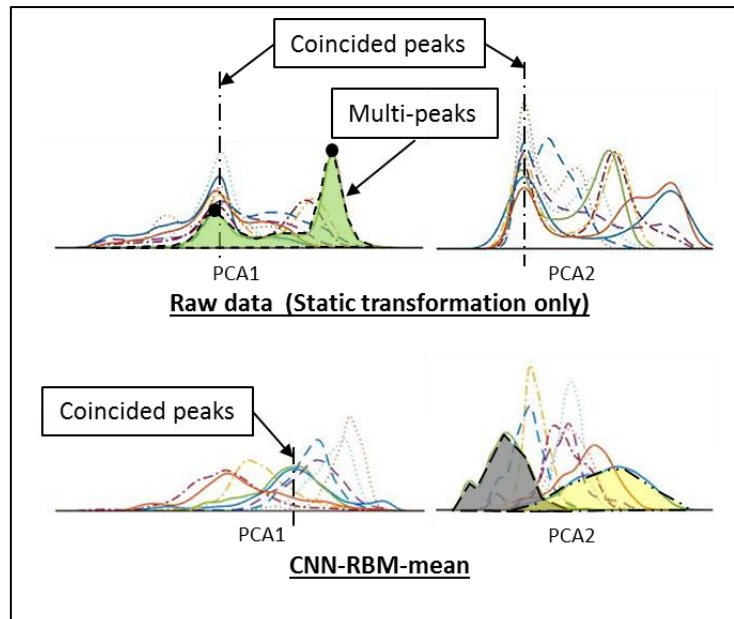 Coincided peaks
Multi-peaks
PCA1
PCA2
Raw data (Static transformation only)
Coincided peaks
PCA1
PCA2
CNN-RBM-mean